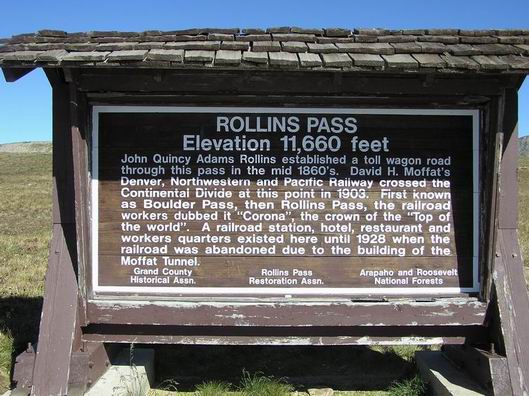 ROLLINS PASS
Elevation 11,660 feet
John Quincy Adams Rollins established a toll wagon road
through this pass in the mid 1860's. David H. Moffat's
Denver, Northwestern and Pacific Railway crossed the
Continental Divide at this point in 1903. First known
as Boulder Pass, then Rollins Pass, the railroad
workers dubbed it "Corona", the crown of the "Top of
the world". A railroad station, hotel, restaurant and
workers quarters existed here until 1928 when the
railroad was abandoned due to the building of the
Moffat Tunnel.
Grand County
Historical Assn.
Rollins Pass
Restoration Assn.
Arapaho and Roosevelt
National Forests